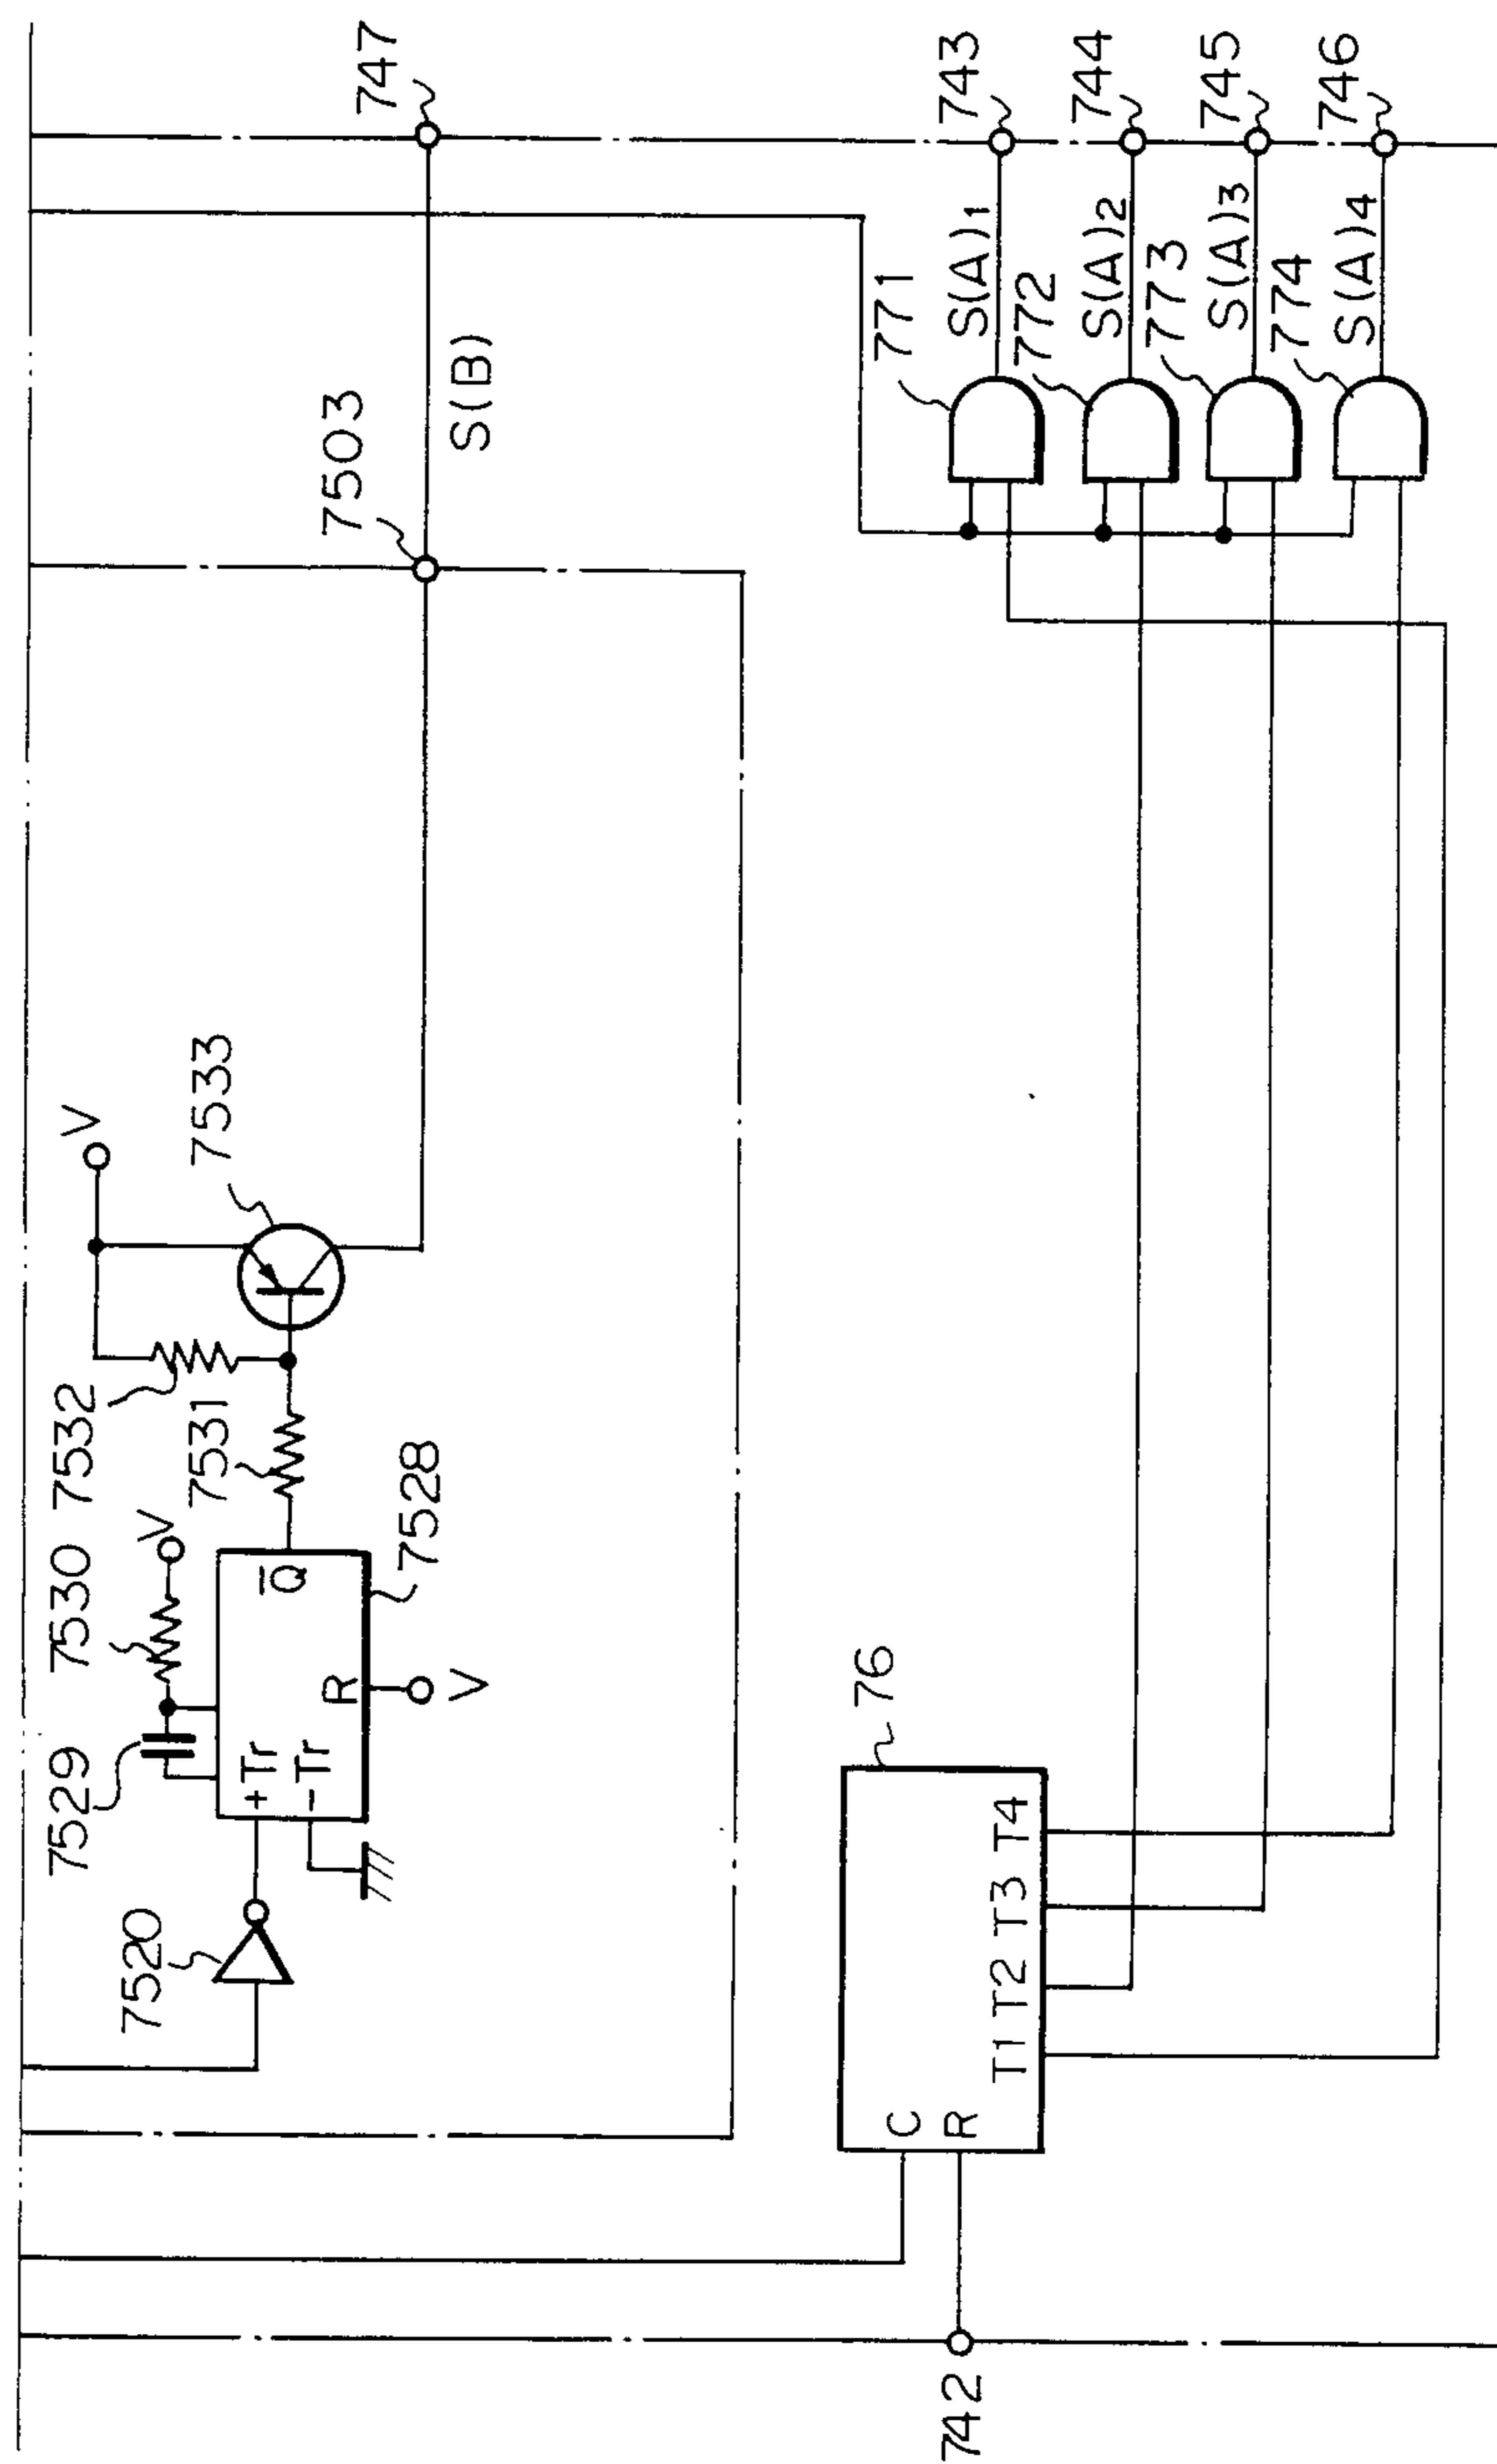 V
7533
7530
7532
V
7531
7529
+Tr
-Tr
Q̅
R
V
7528
7520
7503
S(B)
747
76
C
R
T1
T2
T3
T4
742
771
S(A)1
743
772
S(A)2
744
773
S(A)3
745
774
S(A)4
746